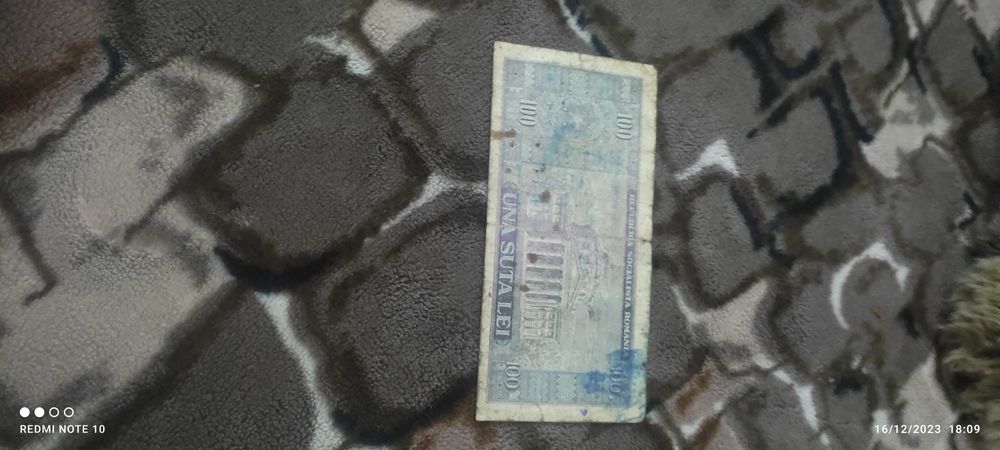 100 100
REPUBLICA SOCIALISTA ROMANIA
UNA SUTA LEI
100 100
REDMI NOTE 10
16/12/2023 18:09